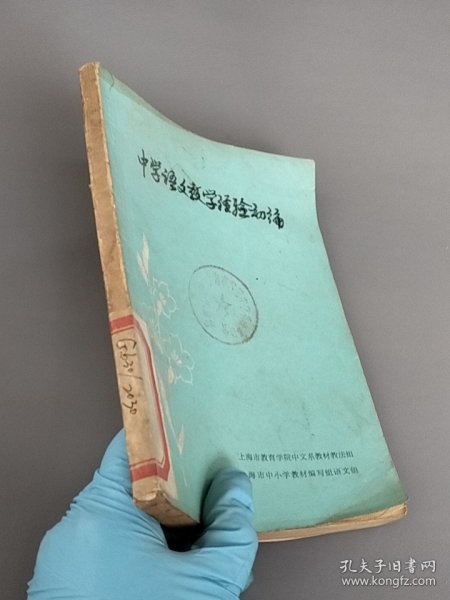 中学语文教学经验初编
G630/2030
上海市教育学院中文系教材教法组
海市中小学教材编写组语文组
孔夫子旧书网
www.kongfz.com